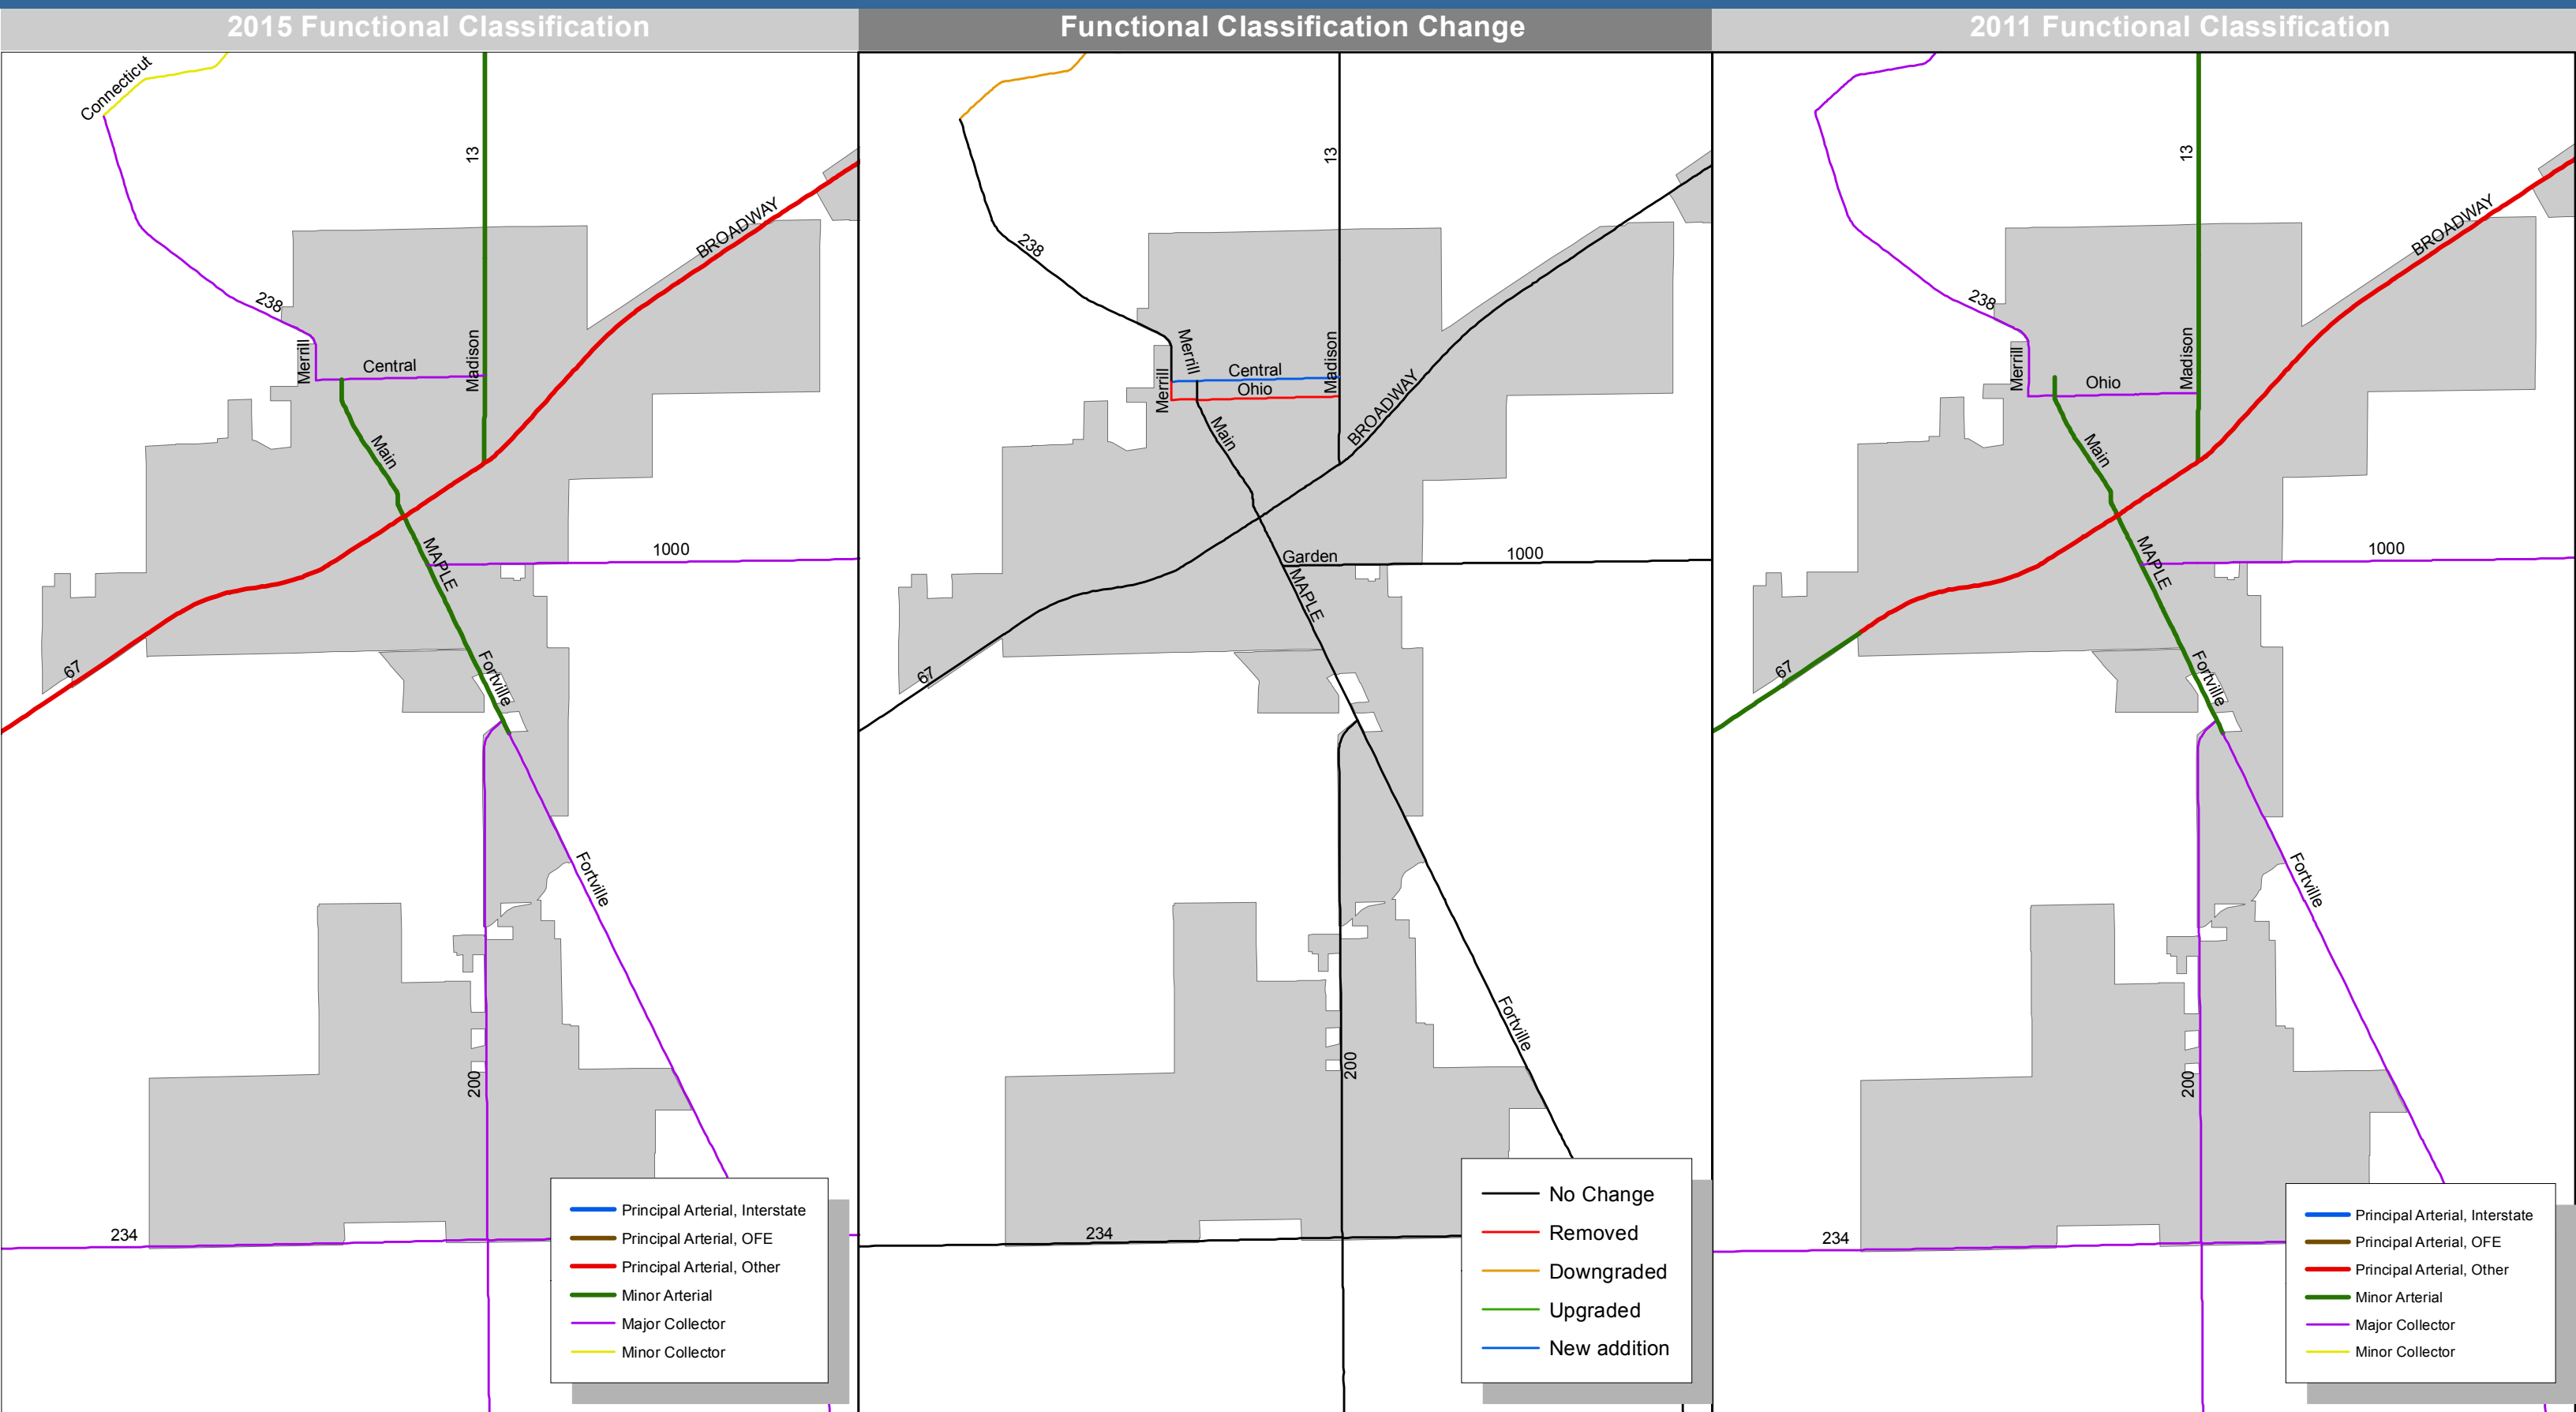 2015 Functional Classification
Connecticut
13
BROADWAY
238
Merrill
Central
Madison
Main
MAPLE
1000
Fortville
67
Fortville
200
234
Principal Arterial, Interstate
Principal Arterial, OFE
Principal Arterial, Other
Minor Arterial
Major Collector
Minor Collector
Functional Classification Change
13
238
Merrill
Merrill
Central
Ohio
Madison
BROADWAY
Main
Garden
1000
MAPLE
67
Fortville
200
234
No Change
Removed
Downgraded
Upgraded
New addition
2011 Functional Classification
13
BROADWAY
238
Merrill
Ohio
Madison
Main
MAPLE
1000
Fortville
67
Fortville
200
234
Principal Arterial, Interstate
Principal Arterial, OFE
Principal Arterial, Other
Minor Arterial
Major Collector
Minor Collector